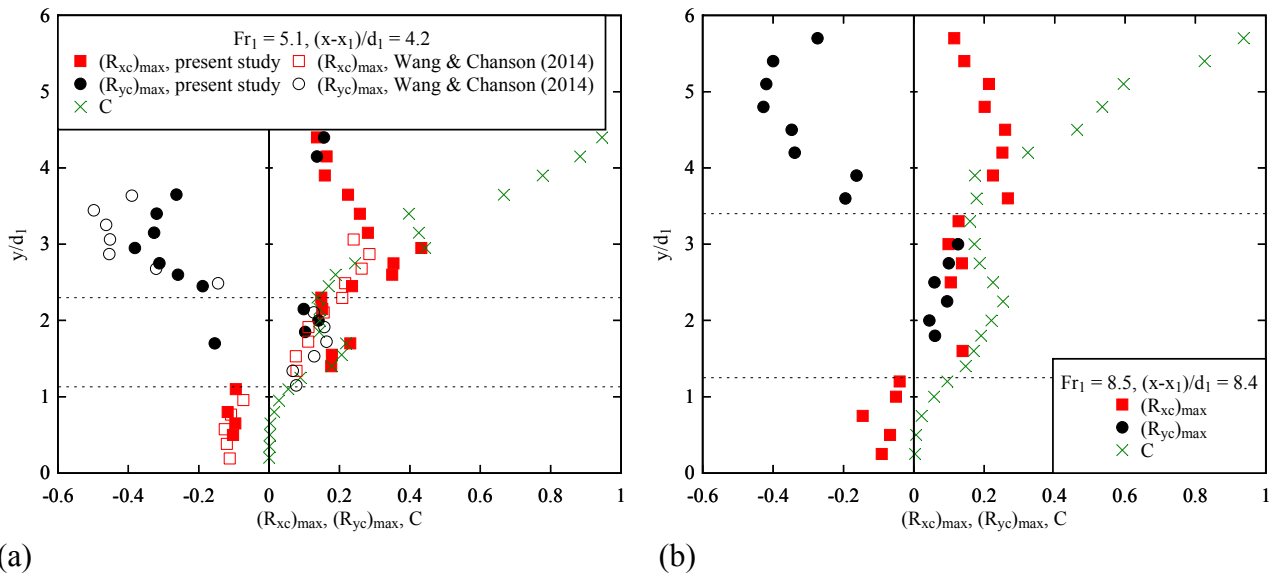 6
5
4
3
2
1
0
y/d1
Fr1 = 5.1, (x-x1)/d1 = 4.2
(Rxc)max, present study
(Rxc)max, Wang & Chanson (2014)
(Ryc)max, present study
(Ryc)max, Wang & Chanson (2014)
C
-0.6 -0.4 -0.2 0 0.2 0.4 0.6 0.8 1
(Rxc)max, (Ryc)max, C
(a)
6
5
4
3
2
1
0
y/d1
Fr1 = 8.5, (x-x1)/d1 = 8.4
(Rxc)max
(Ryc)max
C
-0.6 -0.4 -0.2 0 0.2 0.4 0.6 0.8 1
(Rxc)max, (Ryc)max, C
(b)